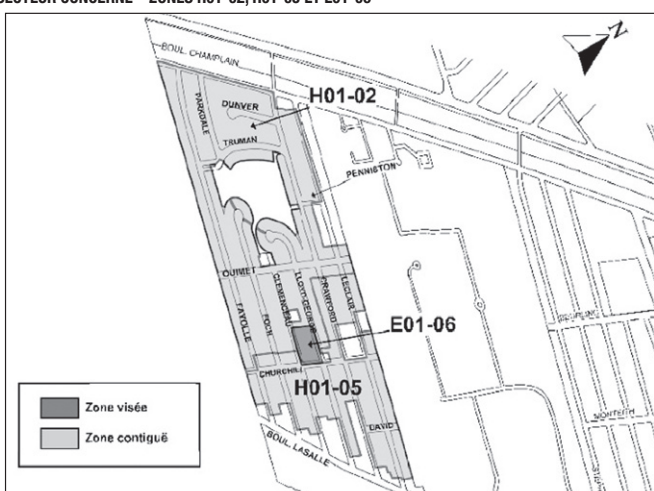 SECTEUR CONCERNÉ – ZONES H01-02, H01-05 ET E01-06
N
BOUL. CHAMPLAIN
PARKDALE
DUNVER
H01-02
TRUMAN
PENNISTON
OUIMET
CLEMENCEAU
LLOYD-GEORGE
CRAWFORD
LECLAIR
FAYOLLE
FOCH
E01-06
CHURCHILL
H01-05
MONTEITH
DAVID
BOUL. LASALLE
Zone visée
Zone contiguë